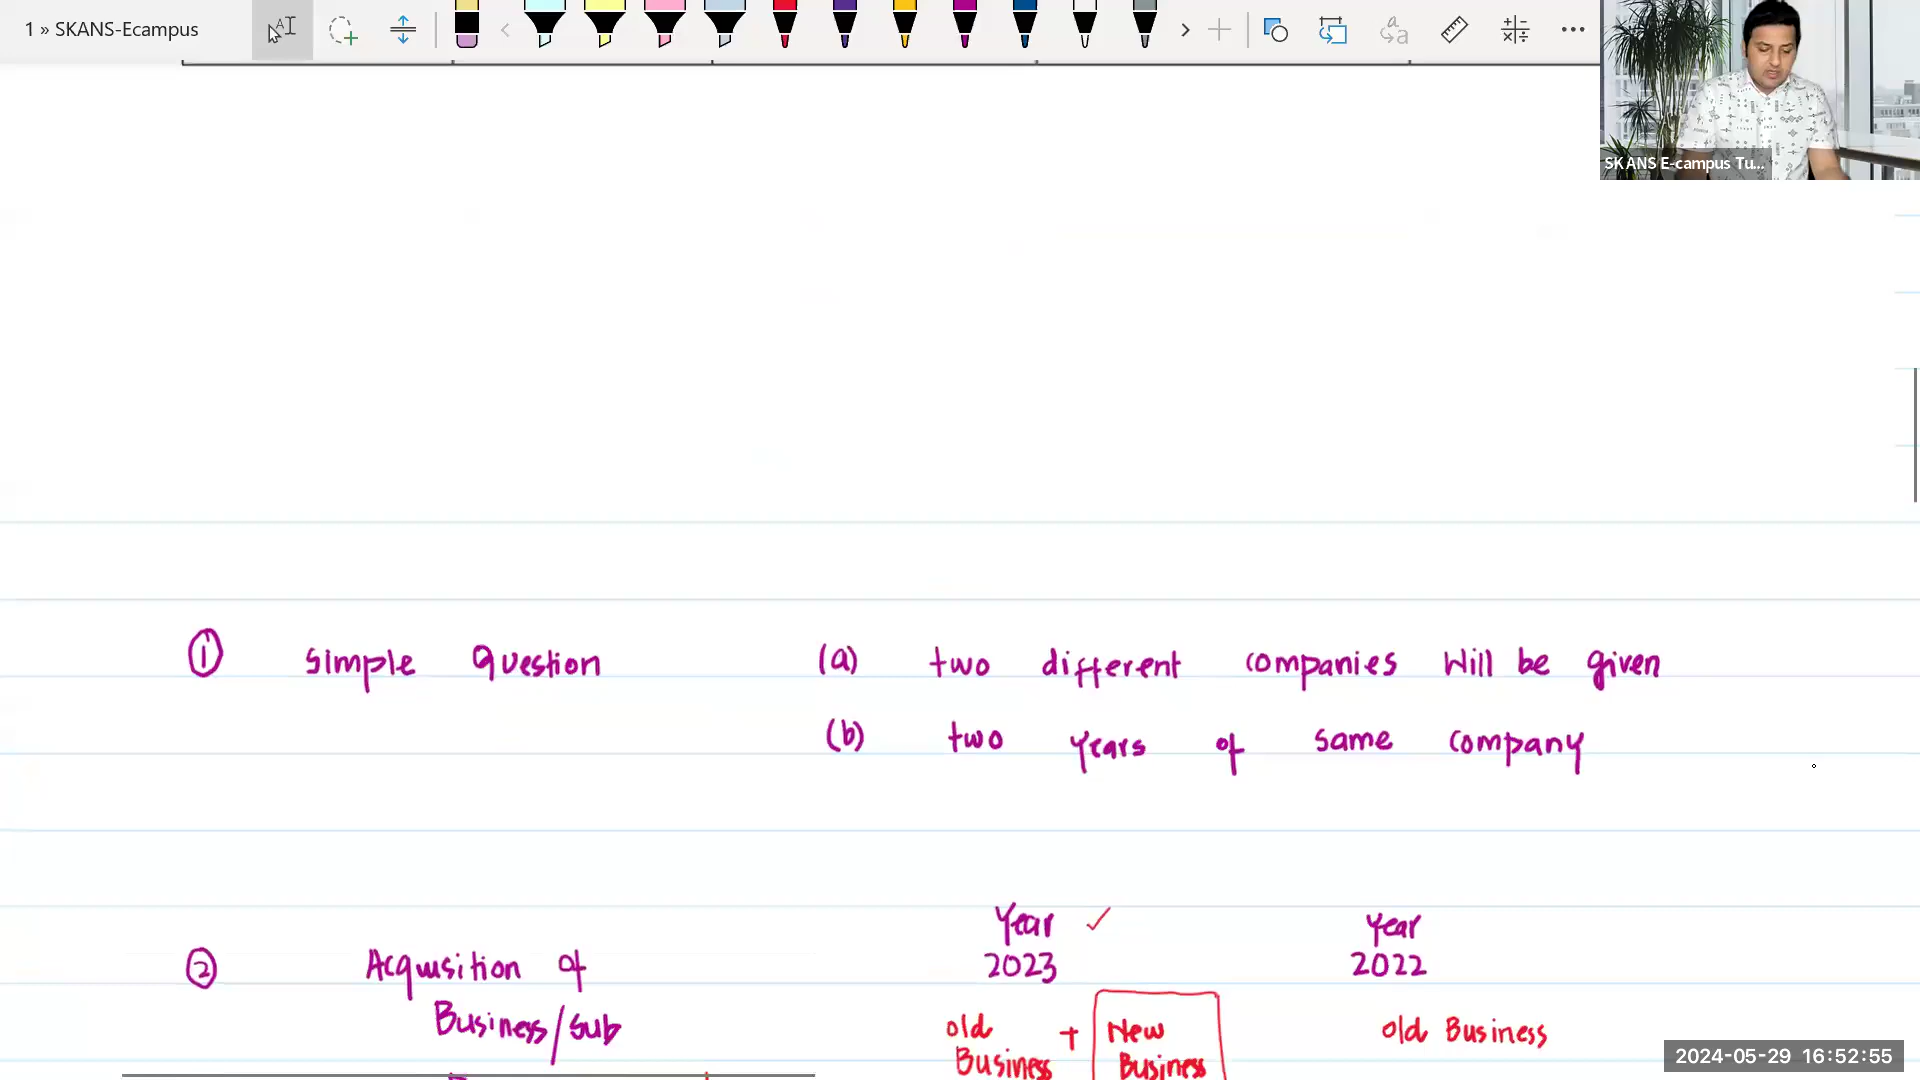 1 » SKANS-Ecampus
SKANS E-campus Tu...
① Simple Question (a) two different companies will be given
(b) two years of same company
Year ✓ Year
② Acquisition of 2023 2022
Business/Sub old + New old Business
Business Business
2024-05-29 16:52:55